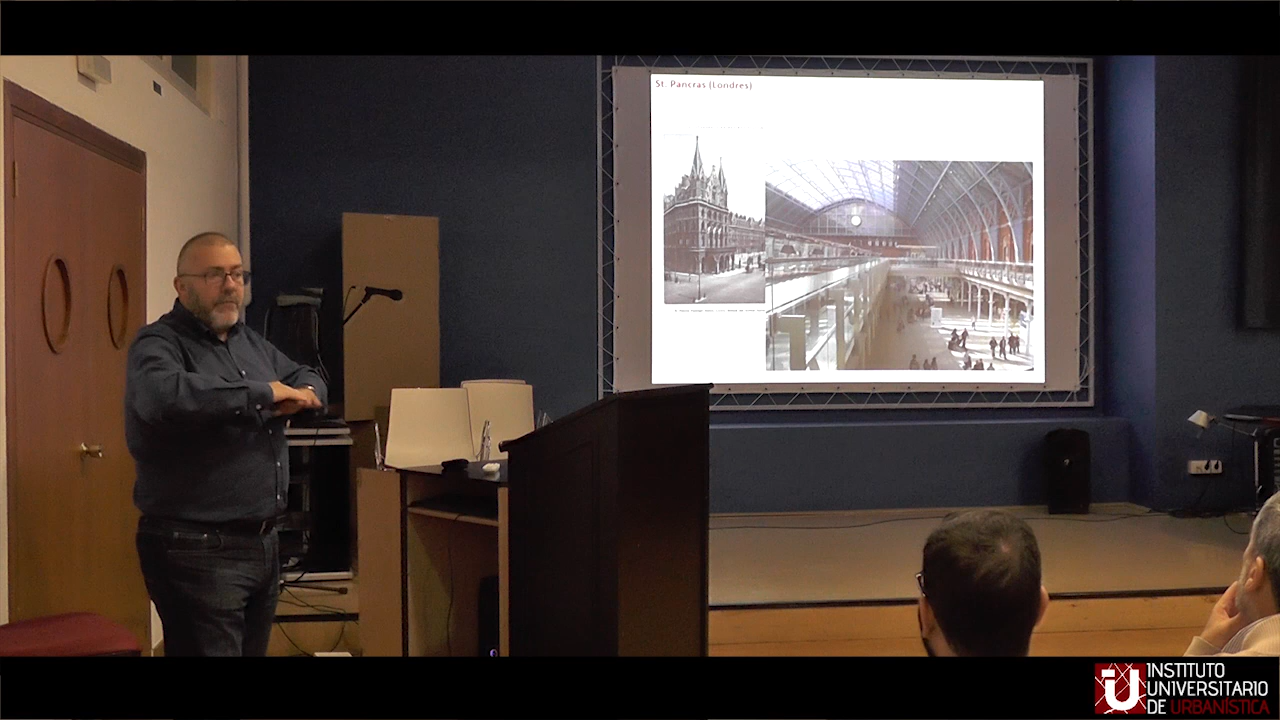 St. Pancras (Londres)
INSTITUTO
UNIVERSITARIO
DE URBANÍSTICA